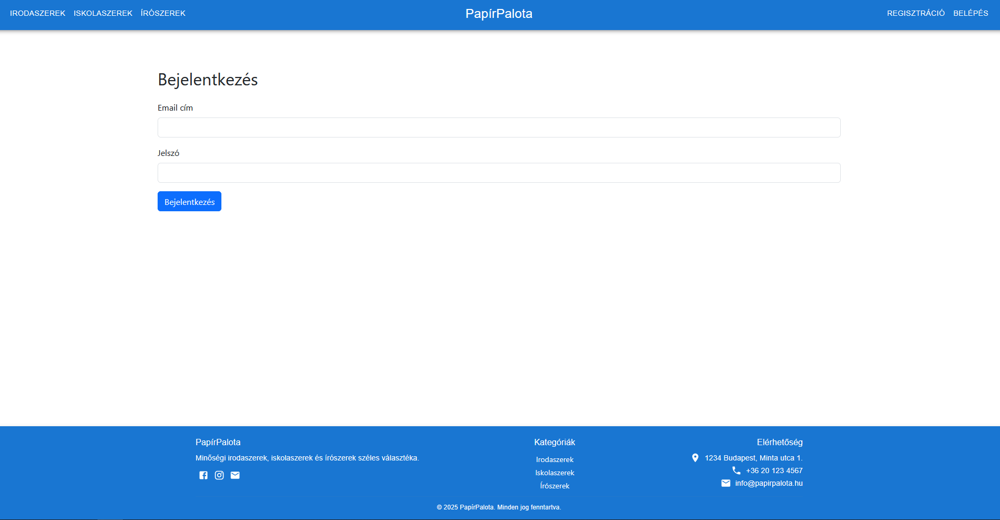 IRODASZEREK ISKOLASZEREK ÍRÓSZEREK PapírPalota REGISZTRÁCIÓ BELÉPÉS
Bejelentkezés
Email cím
Jelszó
Bejelentkezés
PapírPalota
Minőségi irodaszerek, iskolaszerek és írószerek széles választéka.
Kategóriák
Irodaszerek
Iskolaszerek
Írószerek
Elérhetőség
1234 Budapest, Minta utca 1.
+36 20 123 4567
info@papirpalota.hu
© 2025 PapírPalota. Minden jog fenntartva.